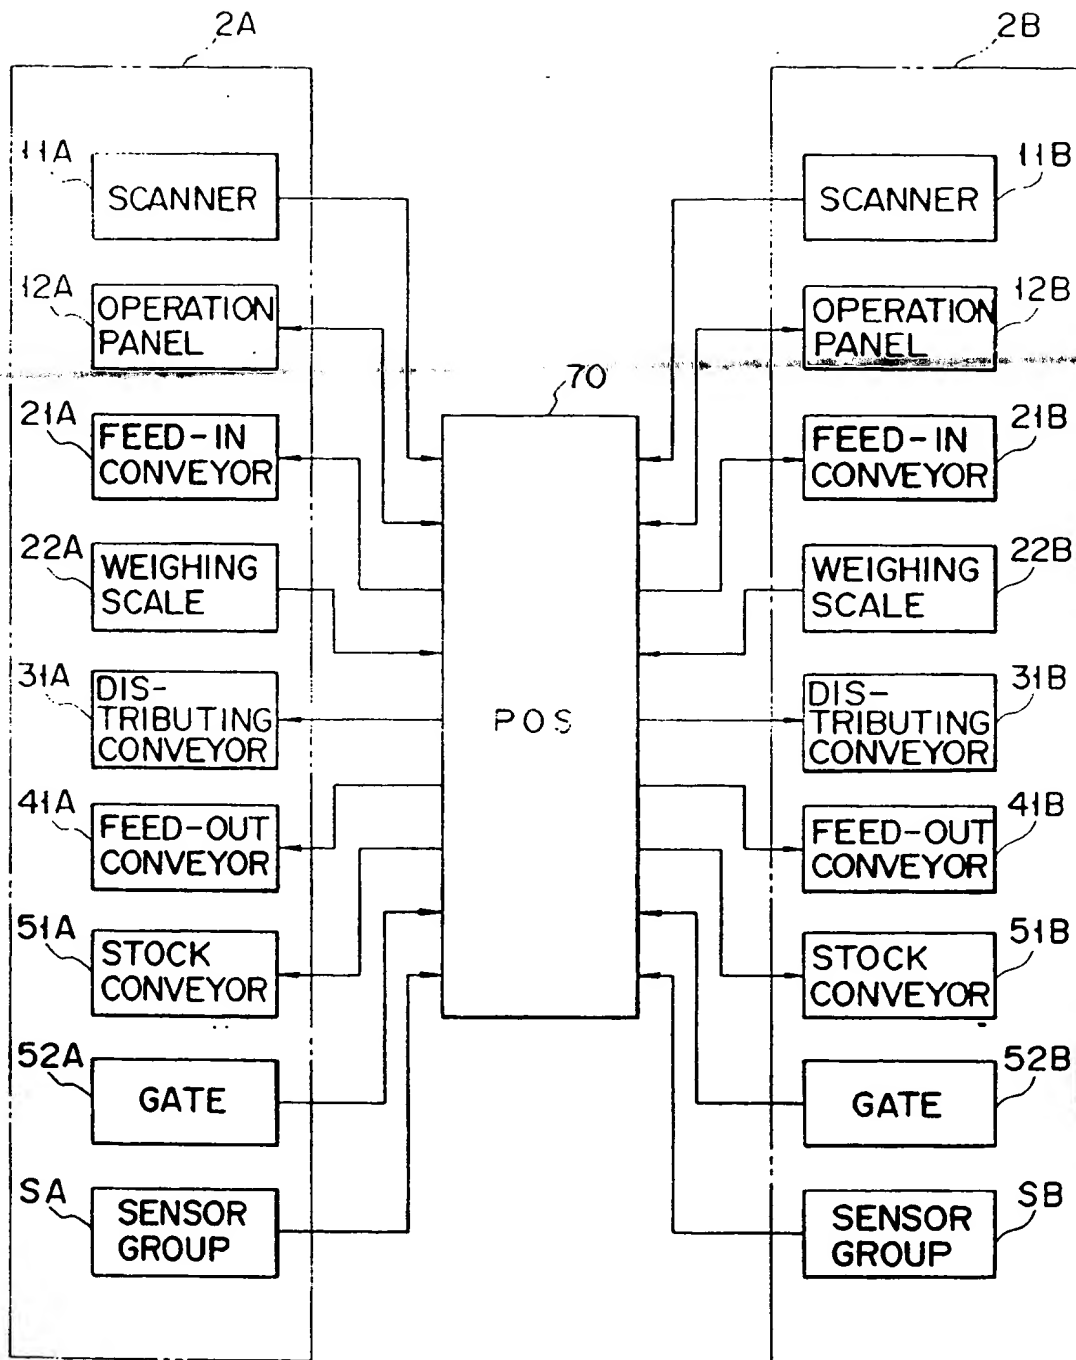 2A
2B
11A
SCANNER
SCANNER
11B
12A
OPERATION
PANEL
OPERATION
PANEL
12B
70
21A
FEED-IN
CONVEYOR
FEED-IN
CONVEYOR
21B
22A
WEIGHING
SCALE
WEIGHING
SCALE
22B
31A
DIS-
TRIBUTING
CONVEYOR
POS
DIS-
TRIBUTING
CONVEYOR
31B
41A
FEED-OUT
CONVEYOR
FEED-OUT
CONVEYOR
41B
51A
STOCK
CONVEYOR
STOCK
CONVEYOR
51B
52A
GATE
GATE
52B
SA
SENSOR
GROUP
SENSOR
GROUP
SB